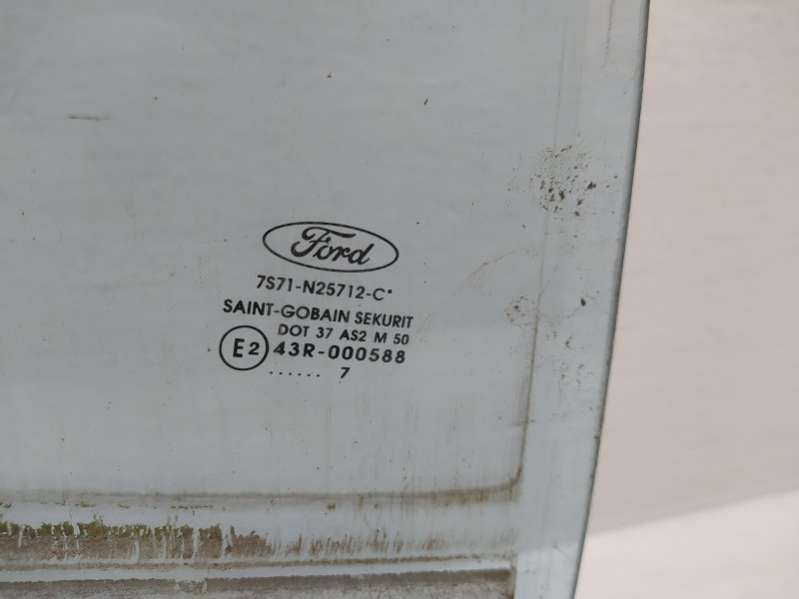 Ford
7S71-N25712-C•
SAINT-GOBAIN SEKURIT
DOT 37 AS2 M 50
E2 43R-000588
...... 7